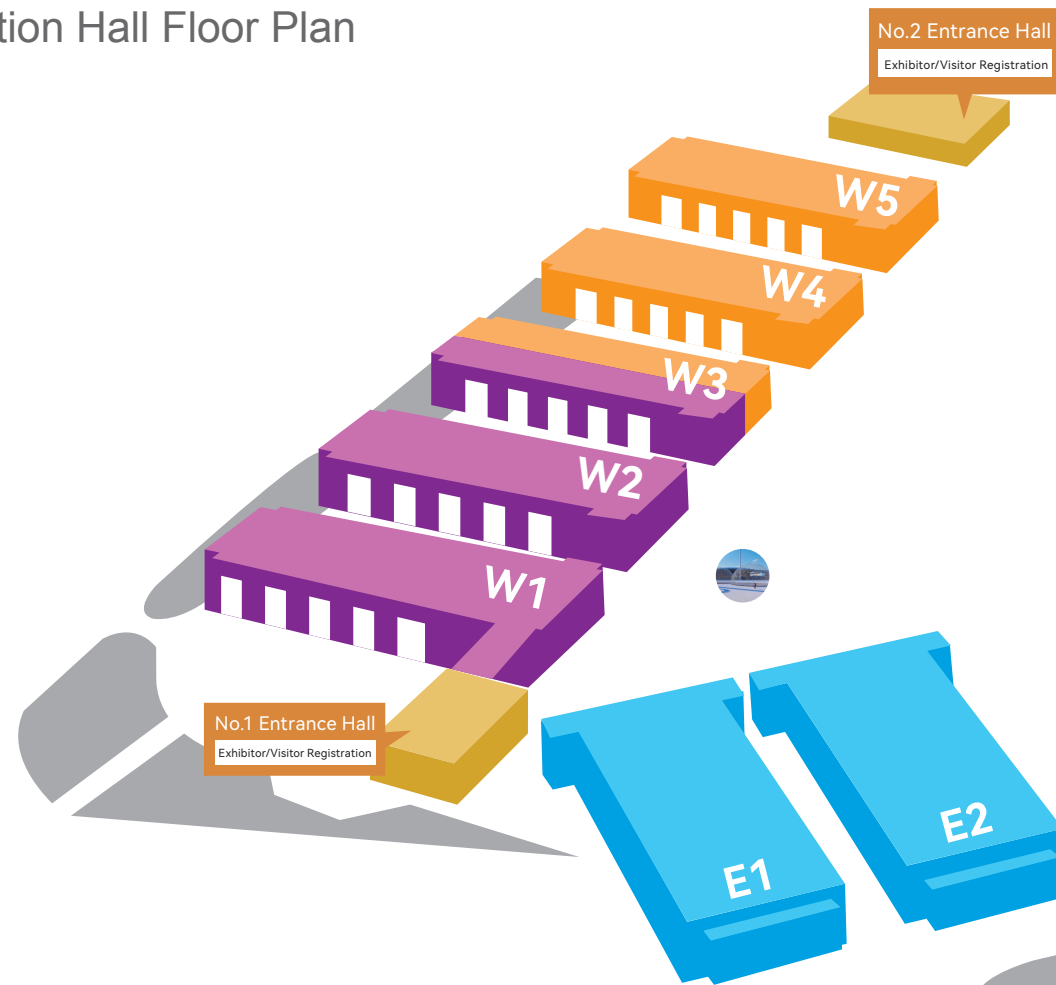 tion Hall Floor Plan
No.2 Entrance Hall
Exhibitor/Visitor Registration
W5
W4
W3
W2
W1
No.1 Entrance Hall
Exhibitor/Visitor Registration
E2
E1